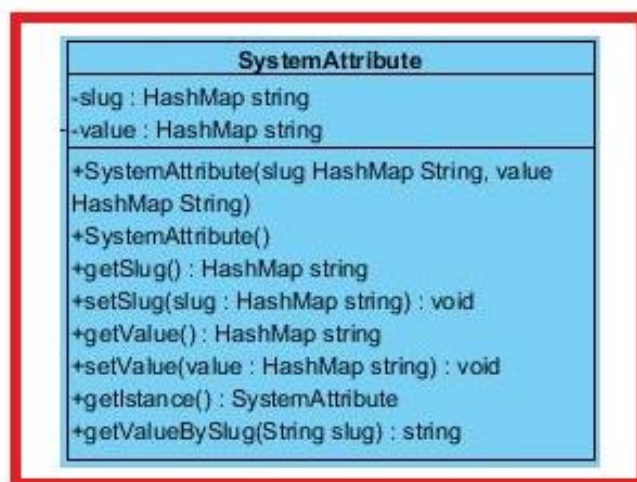 SystemAttribute
-slug : HashMap string
-value : HashMap string
+SystemAttribute(slug HashMap String, value
HashMap String)
+SystemAttribute()
+getSlug() : HashMap string
+setSlug(slug : HashMap string) : void
+getValue() : HashMap string
+setValue(value : HashMap string) : void
+getIstance() : SystemAttribute
+getValueBySlug(String slug) : string